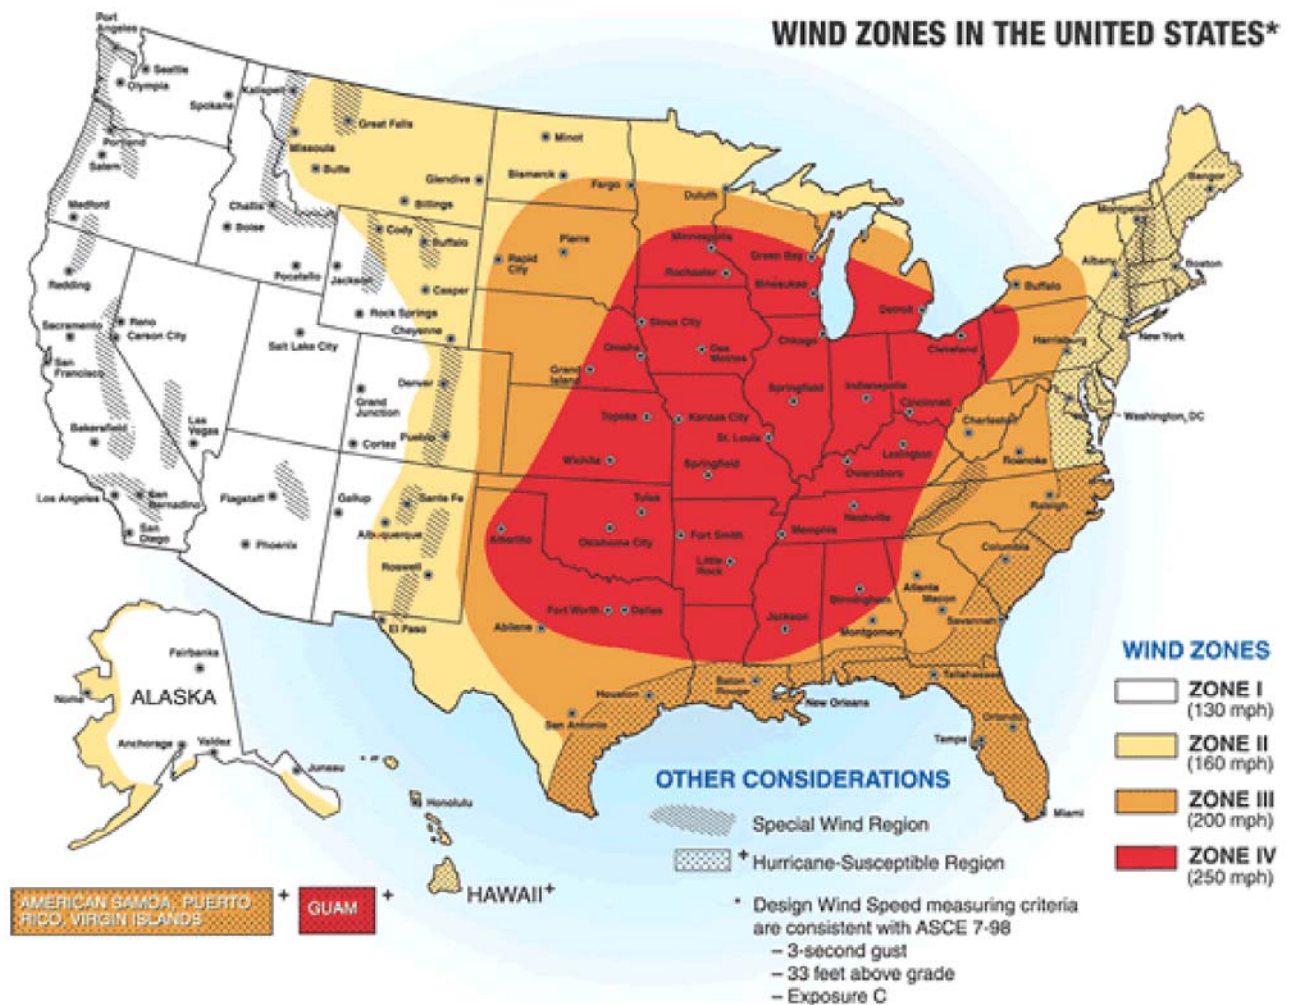 WIND ZONES IN THE UNITED STATES*
Port
Angeles
Seattle
Olympia
Spokane
Kalispell
Portland
Salem
Medford
Great Falls
Missoula
Butte
Glendive
Billings
Challis
Boise
Cody
Buffalo
Pocatello
Jackson
Casper
Rock Springs
Cheyenne
Redding
Sacramento
Reno
Carson City
San
Francisco
Salt Lake City
Denver
Grand
Junction
Cortez
Pueblo
Bakersfield
Las
Vegas
Los Angeles
San
Bernadino
San
Diego
Flagstaff
Phoenix
Gallup
Sante Fe
Albuquerque
Roswell
El Paso
Minot
Bismarck
Fargo
Duluth
Pierre
Rapid
City
Minneapolis
Rochester
Green Bay
Milwaukee
Sioux City
Omaha
Des
Moines
Grand
Island
Chicago
Detroit
Cleveland
Buffalo
Albany
Montpelier
Bangor
Boston
New York
Harrisburg
Washington, DC
Springfield
Indianapolis
Cincinnati
Charleston
Roanoke
Topeka
Kansas City
St. Louis
Lexington
Owensboro
Wichita
Springfield
Tulsa
Nashville
Raleigh
Amarillo
Oklahoma City
Fort Smith
Memphis
Little
Rock
Columbia
Atlanta
Macon
Savannah
Fort Worth
Dallas
Abilene
Jackson
Birmingham
Montgomery
Tallahassee
Houston
Baton
Rouge
New Orleans
San Antonio
Orlando
Tampa
Miami
Fairbanks
ALASKA
Nome
Anchorage
Valdez
Juneau
Honolulu
HAWAII+
AMERICAN SAMOA, PUERTO
RICO, VIRGIN ISLANDS
+
GUAM
+
WIND ZONES
ZONE I
(130 mph)
ZONE II
(160 mph)
ZONE III
(200 mph)
ZONE IV
(250 mph)
OTHER CONSIDERATIONS
Special Wind Region
+ Hurricane-Susceptible Region
* Design Wind Speed measuring criteria
are consistent with ASCE 7-98
– 3-second gust
– 33 feet above grade
– Exposure C